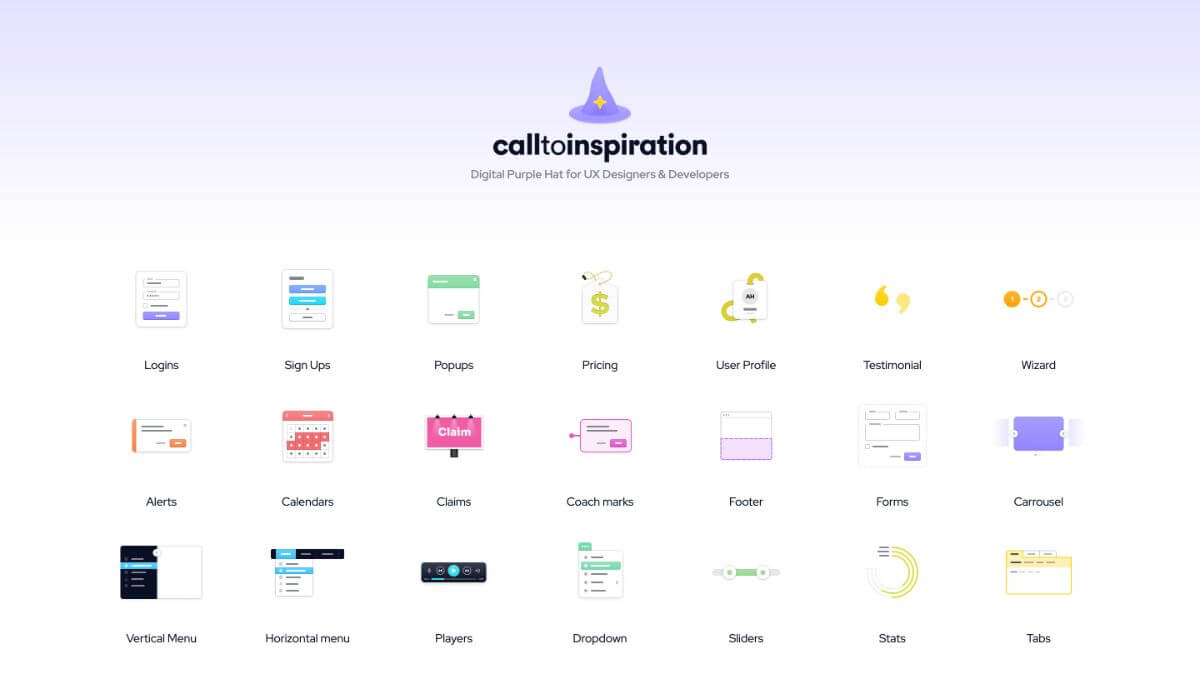 calltoinspiration
Digital Purple Hat for UX Designers & Developers
$
AH
1 2
Logins Sign Ups Popups Pricing User Profile Testimonial Wizard
Claim
Alerts Calendars Claims Coach marks Footer Forms Carrousel
Vertical Menu Horizontal menu Players Dropdown Sliders Stats Tabs